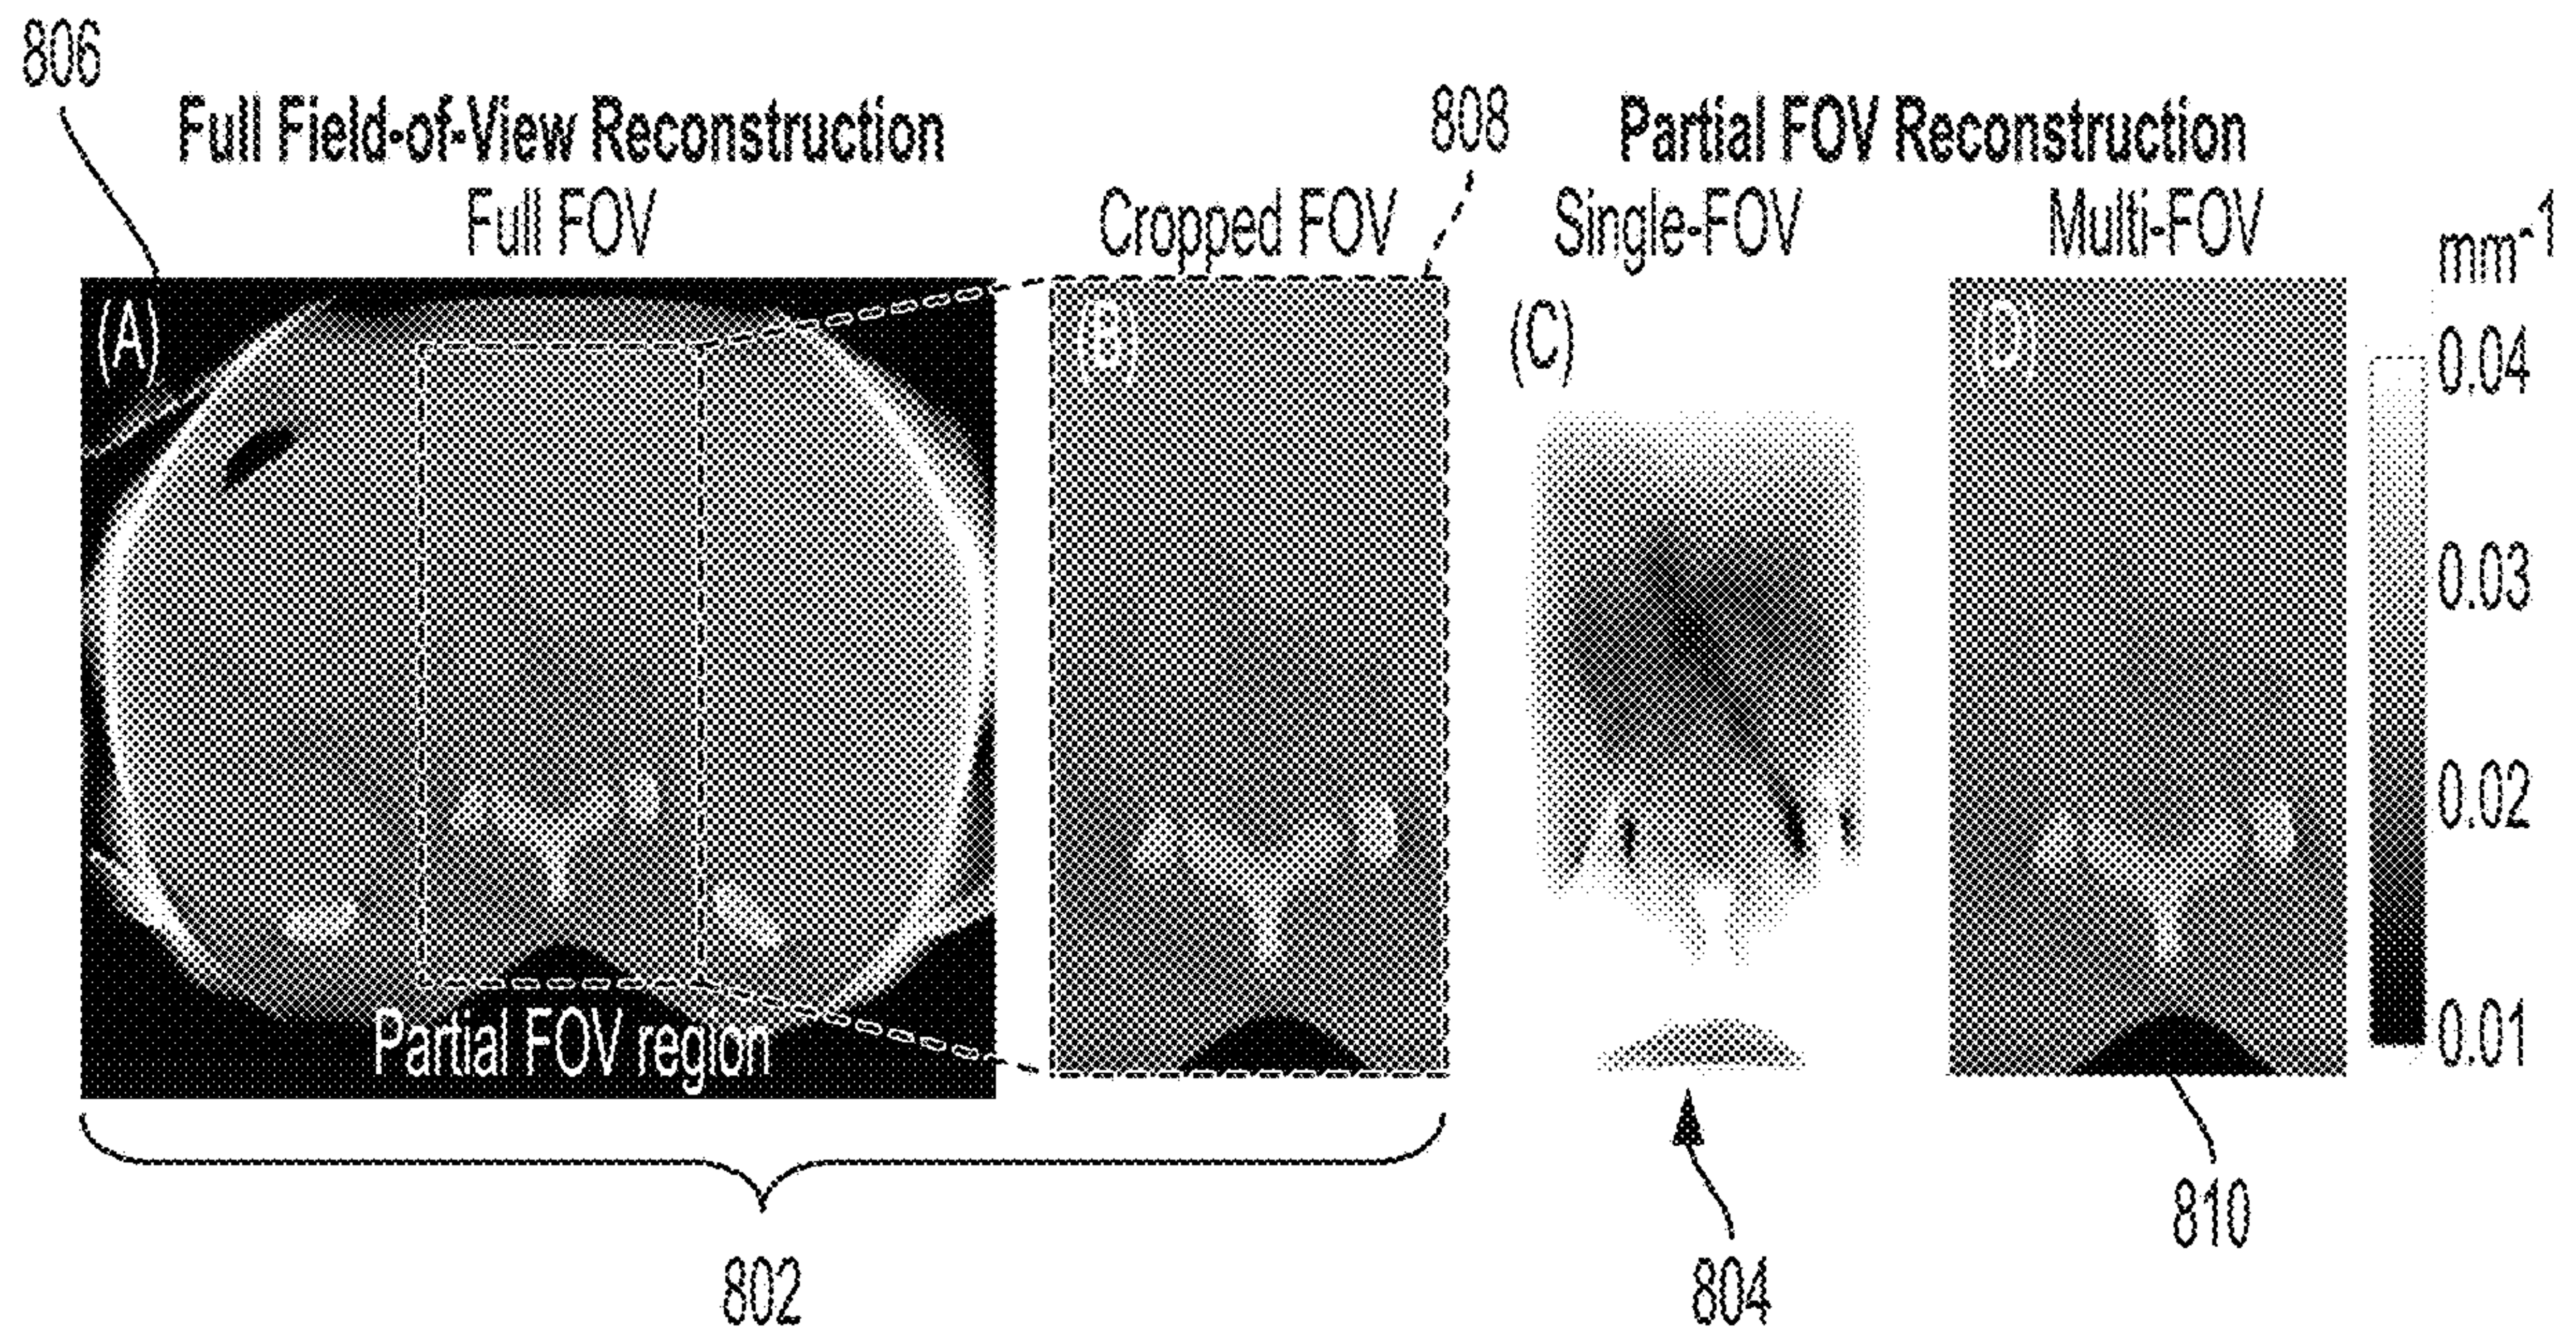 806
Full Field-of-View Reconstruction
808
Partial FOV Reconstruction
Full FOV
Cropped FOV
Single-FOV
Multi-FOV
mm-1
(A)
(B)
(C)
(D)
0.04
0.03
0.02
0.01
Partial FOV region
802
804
810